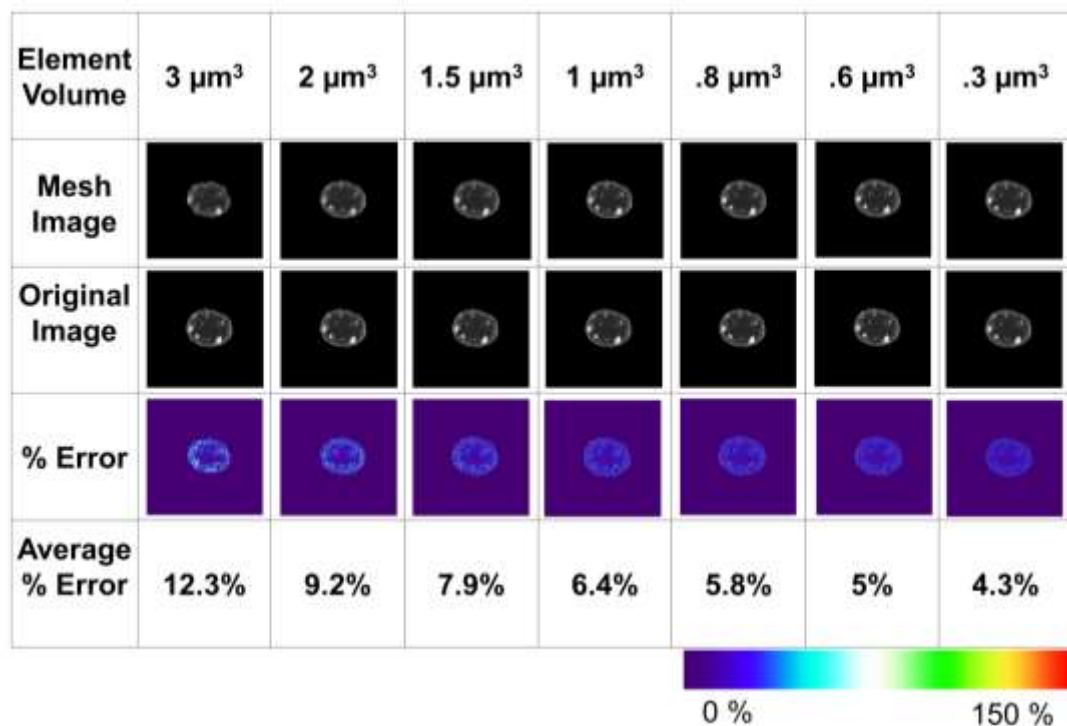 Element Volume 3 µm³ 2 µm³ 1.5 µm³ 1 µm³ .8 µm³ .6 µm³ .3 µm³
Mesh Image
Original Image
% Error
Average % Error 12.3% 9.2% 7.9% 6.4% 5.8% 5% 4.3%
0 % 150 %